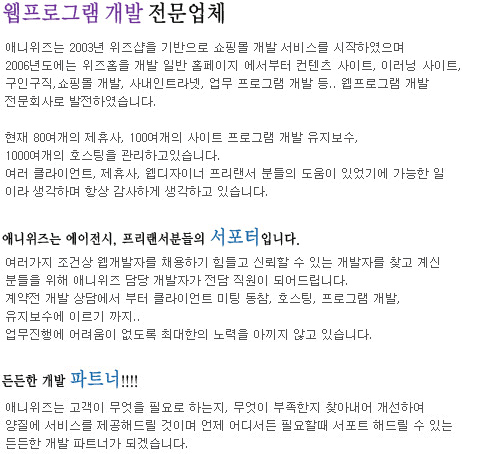 웹프로그램 개발 전문업체
애니위즈는 2003년 위즈샵을 기반으로 쇼핑몰 개발 서비스를 시작하였으며
2006년도에는 위즈홈을 개발 일반 홈페이지 에서부터 컨텐츠 사이트, 이러닝 사이트,
구인구직,쇼핑몰 개발, 사내인트라넷, 업무 프로그램 개발 등.. 웹프로그램 개발
전문회사로 발전하였습니다.
현재 80여개의 제휴사, 100여개의 사이트 프로그램 개발 유지보수,
1000여개의 호스팅을 관리하고있습니다.
여러 클라이언트, 제휴사, 웹디자이너 프리랜서 분들의 도움이 있었기에 가능한 일
이라 생각하며 항상 감사하게 생각하고 있습니다.
애니위즈는 에이전시, 프리랜서분들의 서포터입니다.
여러가지 조건상 웹개발자를 채용하기 힘들고 신뢰할 수 있는 개발자를 찾고 계신
분들을 위해 애니위즈 담당 개발자가 전담 직원이 되어드립니다.
계약전 개발 상담에서 부터 클라이언트 미팅 동참, 호스팅, 프로그램 개발,
유지보수에 이르기 까지..
업무진행에 어려움이 없도록 최대한의 노력을 아끼지 않고 있습니다.
든든한 개발 파트너!!!!
애니위즈는 고객이 무엇을 필요로 하는지, 무엇이 부족한지 찾아내어 개선하여
양질에 서비스를 제공해드릴 것이며 언제 어디서든 필요할때 서포트 해드릴 수 있는
든든한 개발 파트너가 되겠습니다.